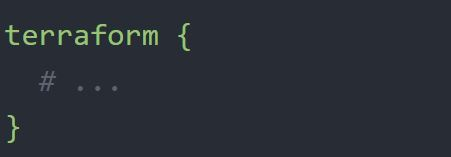 terraform {
  # ...
}